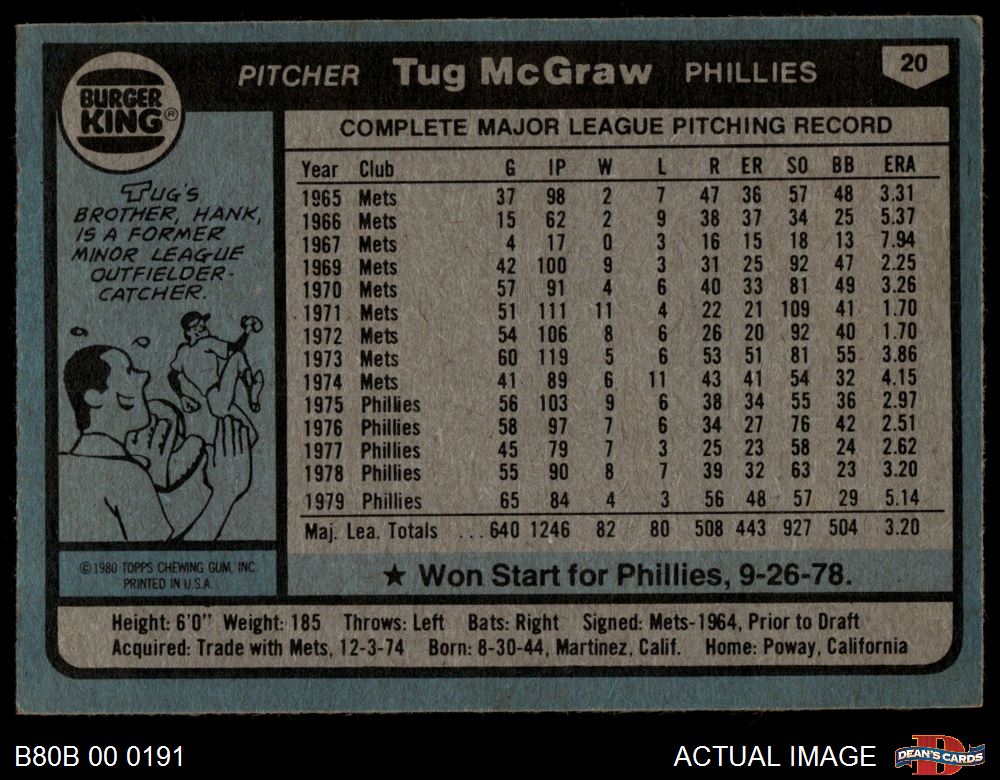 BURGER KING®
PITCHER Tug McGraw PHILLIES 20
TUG'S
BROTHER, HANK,
IS A FORMER
MINOR LEAGUE
OUTFIELDER-
CATCHER.
©1980 TOPPS CHEWING GUM, INC.
PRINTED IN U.S.A.
COMPLETE MAJOR LEAGUE PITCHING RECORD
Year Club G IP W L R ER SO BB ERA
1965 Mets 37 98 2 7 47 36 57 48 3.31
1966 Mets 15 62 2 9 38 37 34 25 5.37
1967 Mets 4 17 0 3 16 15 18 13 7.94
1969 Mets 42 100 9 3 31 25 92 47 2.25
1970 Mets 57 91 4 6 40 33 81 49 3.26
1971 Mets 51 111 11 4 22 21 109 41 1.70
1972 Mets 54 106 8 6 26 20 92 40 1.70
1973 Mets 60 119 5 6 53 51 81 55 3.86
1974 Mets 41 89 6 11 43 41 54 32 4.15
1975 Phillies 56 103 9 6 38 34 55 36 2.97
1976 Phillies 58 97 7 6 34 27 76 42 2.51
1977 Phillies 45 79 7 3 25 23 58 24 2.62
1978 Phillies 55 90 8 7 39 32 63 23 3.20
1979 Phillies 65 84 4 3 56 48 57 29 5.14
Maj. Lea. Totals ...640 1246 82 80 508 443 927 504 3.20
★ Won Start for Phillies, 9-26-78.
Height: 6'0" Weight: 185 Throws: Left Bats: Right Signed: Mets-1964, Prior to Draft
Acquired: Trade with Mets, 12-3-74 Born: 8-30-44, Martinez, Calif. Home: Poway, California
B80B 00 0191 ACTUAL IMAGE DEAN'S CARDS